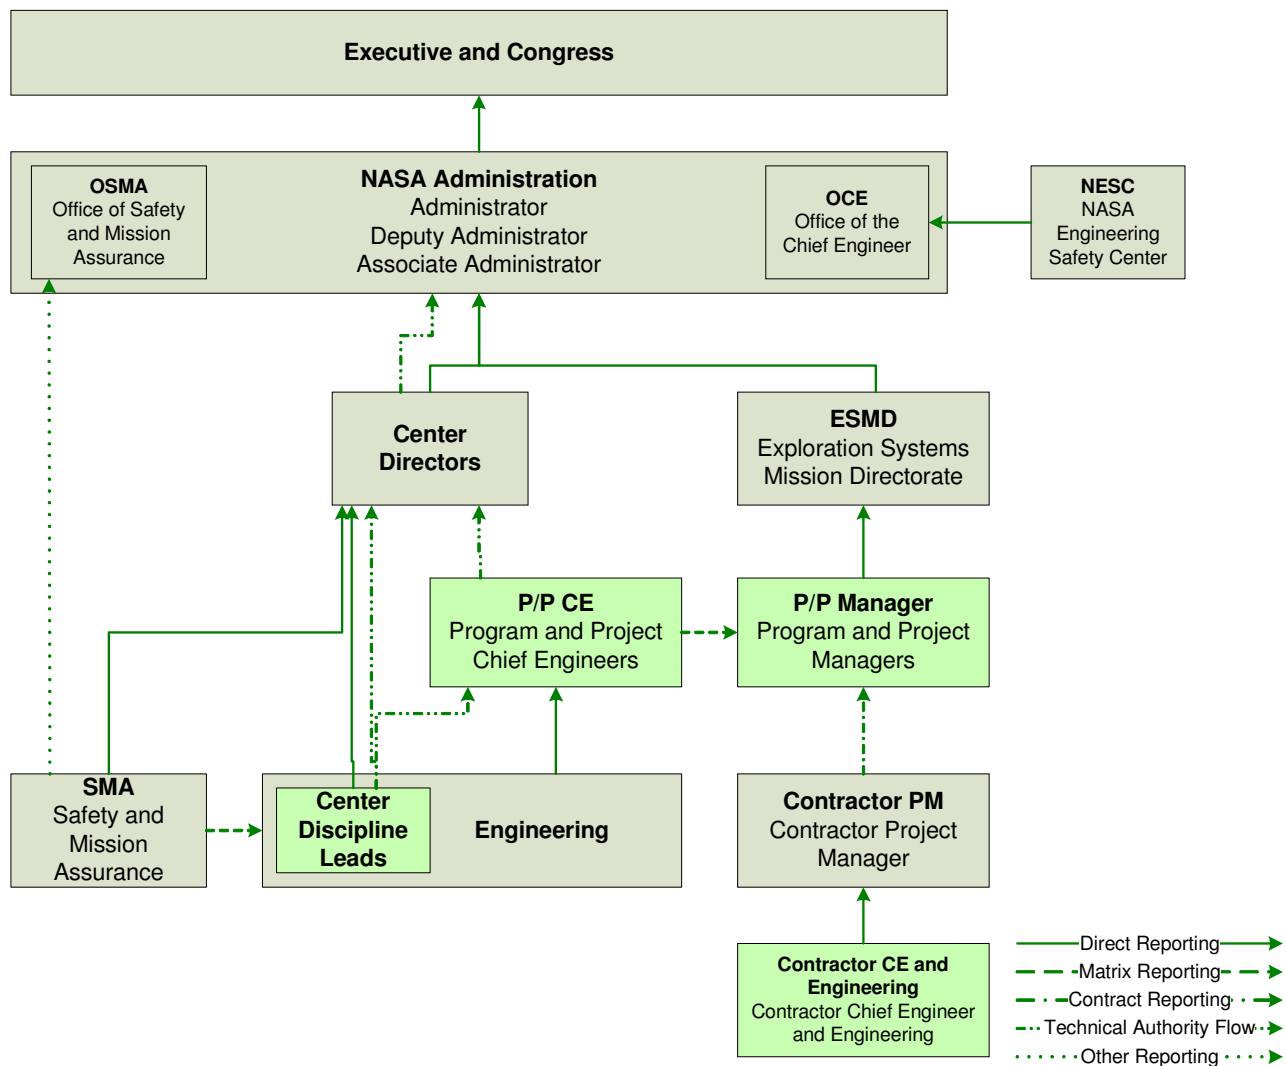 Executive and Congress
OSMA
Office of Safety
and Mission
Assurance
NASA Administration
Administrator
Deputy Administrator
Associate Administrator
OCE
Office of the
Chief Engineer
NESC
NASA
Engineering
Safety Center
Center
Directors
ESMD
Exploration Systems
Mission Directorate
P/P CE
Program and Project
Chief Engineers
P/P Manager
Program and Project
Managers
SMA
Safety and
Mission
Assurance
Center
Discipline
Leads
Engineering
Contractor PM
Contractor Project
Manager
Contractor CE and
Engineering
Contractor Chief Engineer
and Engineering
Direct Reporting
Matrix Reporting
Contract Reporting
Technical Authority Flow
Other Reporting